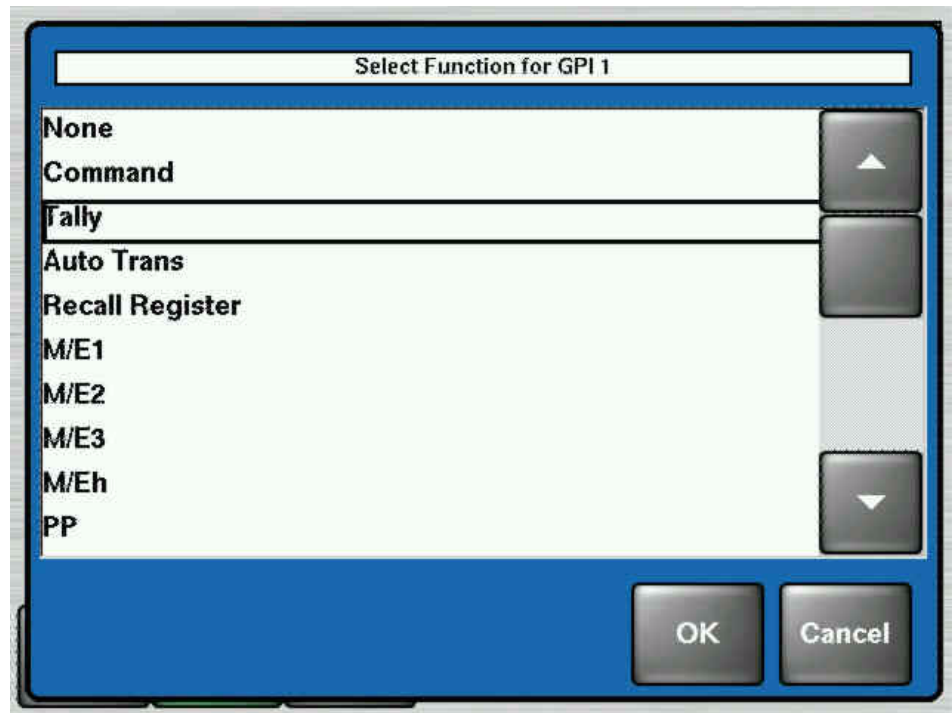 Select Function for GPI 1
None
Command
Tally
Auto Trans
Recall Register
M/E1
M/E2
M/E3
M/Eh
PP
OK
Cancel